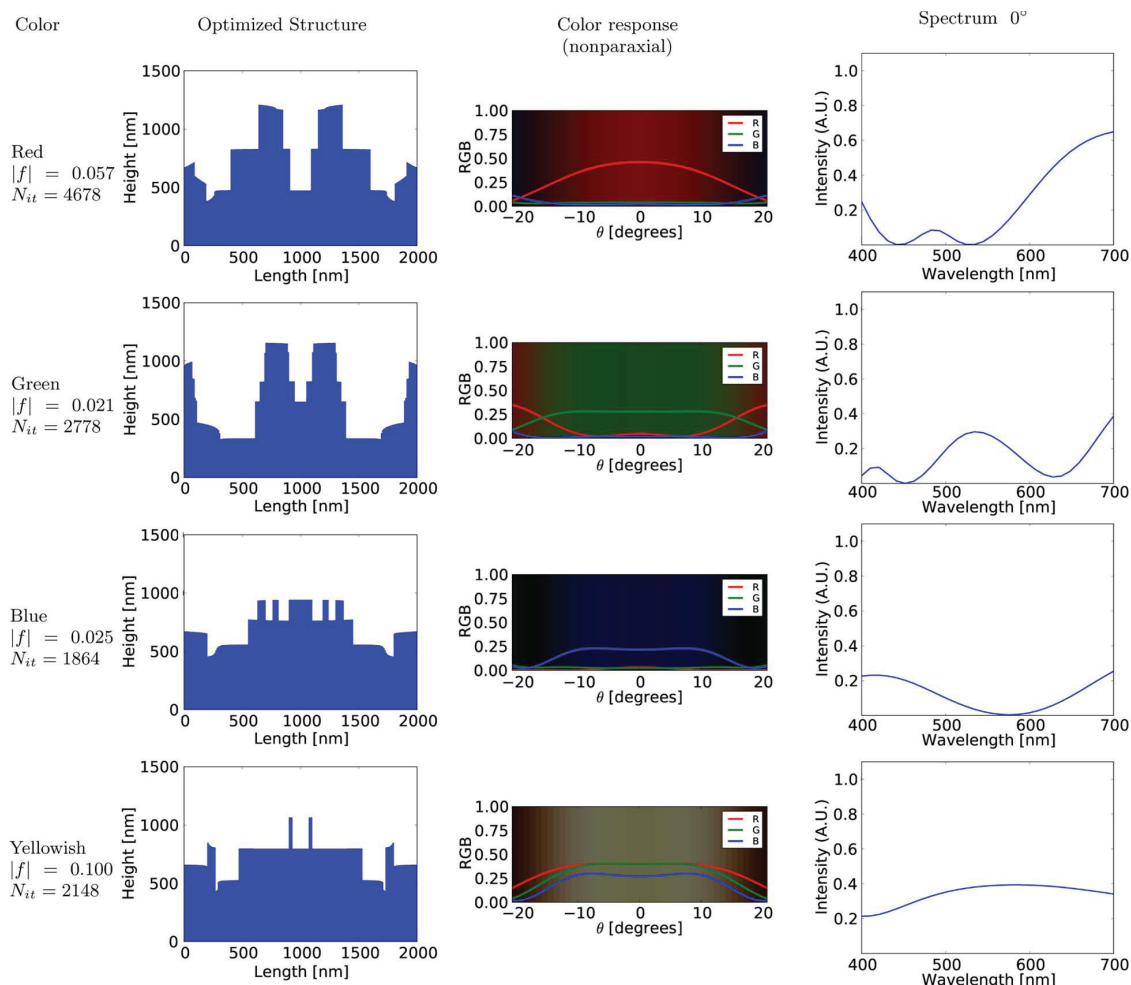 Color
Optimized Structure
Color response
(nonparaxial)
Spectrum 0°
Red
|f| = 0.057
N_it = 4678
Height [nm]
1500
1000
500
0
0 500 1000 1500 2000
Length [nm]
RGB
1.00
0.75
0.50
0.25
0.00
R
G
B
−20 −10 0 10 20
θ [degrees]
Intensity (A.U.)
1.0
0.8
0.6
0.4
0.2
400 500 600 700
Wavelength [nm]
Green
|f| = 0.021
N_it = 2778
Height [nm]
1500
1000
500
0
0 500 1000 1500 2000
Length [nm]
RGB
1.00
0.75
0.50
0.25
0.00
R
G
B
−20 −10 0 10 20
θ [degrees]
Intensity (A.U.)
1.0
0.8
0.6
0.4
0.2
400 500 600 700
Wavelength [nm]
Blue
|f| = 0.025
N_it = 1864
Height [nm]
1500
1000
500
0
0 500 1000 1500 2000
Length [nm]
RGB
1.00
0.75
0.50
0.25
0.00
R
G
B
−20 −10 0 10 20
θ [degrees]
Intensity (A.U.)
1.0
0.8
0.6
0.4
0.2
400 500 600 700
Wavelength [nm]
Yellowish
|f| = 0.100
N_it = 2148
Height [nm]
1500
1000
500
0
0 500 1000 1500 2000
Length [nm]
RGB
1.00
0.75
0.50
0.25
0.00
R
G
B
−20 −10 0 10 20
θ [degrees]
Intensity (A.U.)
1.0
0.8
0.6
0.4
0.2
400 500 600 700
Wavelength [nm]